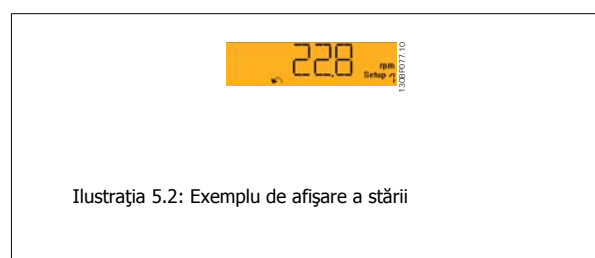 22.8
rpm
Setup 1
130BP077.10
Ilustraţia 5.2: Exemplu de afişare a stării